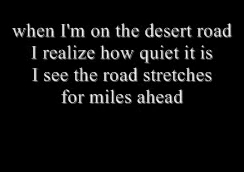 when I'm on the desert road
I realize how quiet it is
I see the road stretches
for miles ahead